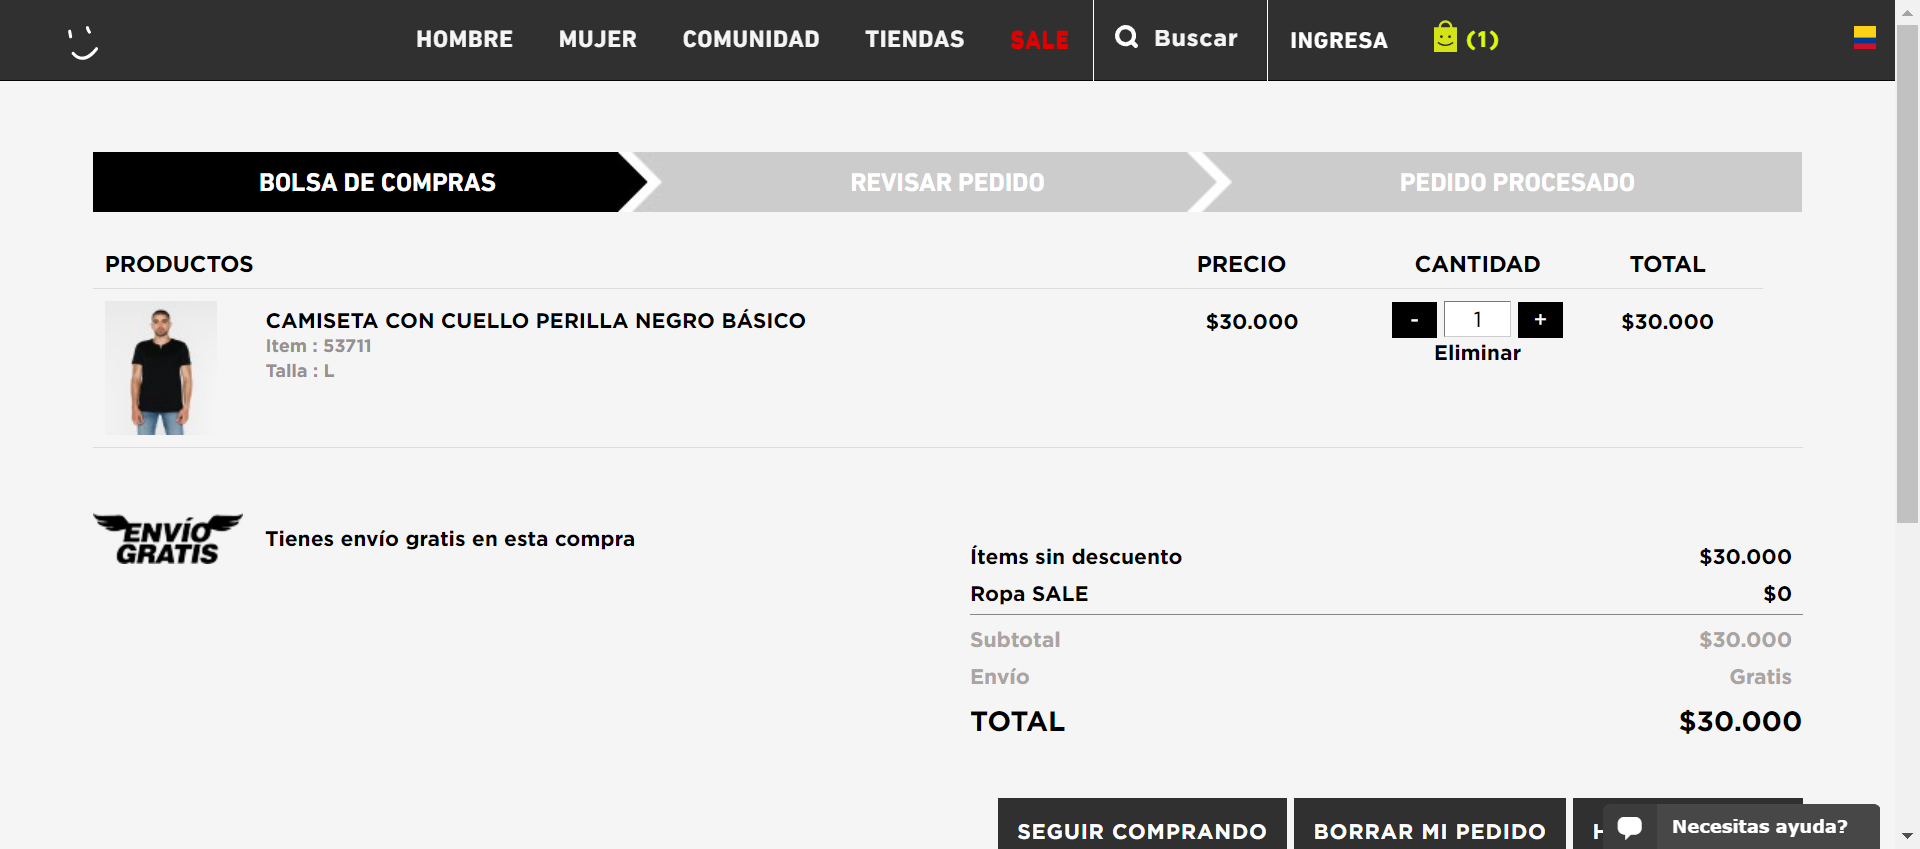 HOMBRE MUJER COMUNIDAD TIENDAS SALE Buscar INGRESA (1)
BOLSA DE COMPRAS REVISAR PEDIDO PEDIDO PROCESADO
PRODUCTOS PRECIO CANTIDAD TOTAL
CAMISETA CON CUELLO PERILLA NEGRO BÁSICO $30.000 - 1 + $30.000
Item : 53711
Eliminar
Talla : L
ENVÍO
GRATIS
Tienes envío gratis en esta compra
Ítems sin descuento $30.000
Ropa SALE $0
Subtotal $30.000
Envío Gratis
TOTAL $30.000
SEGUIR COMPRANDO BORRAR MI PEDIDO
Necesitas ayuda?